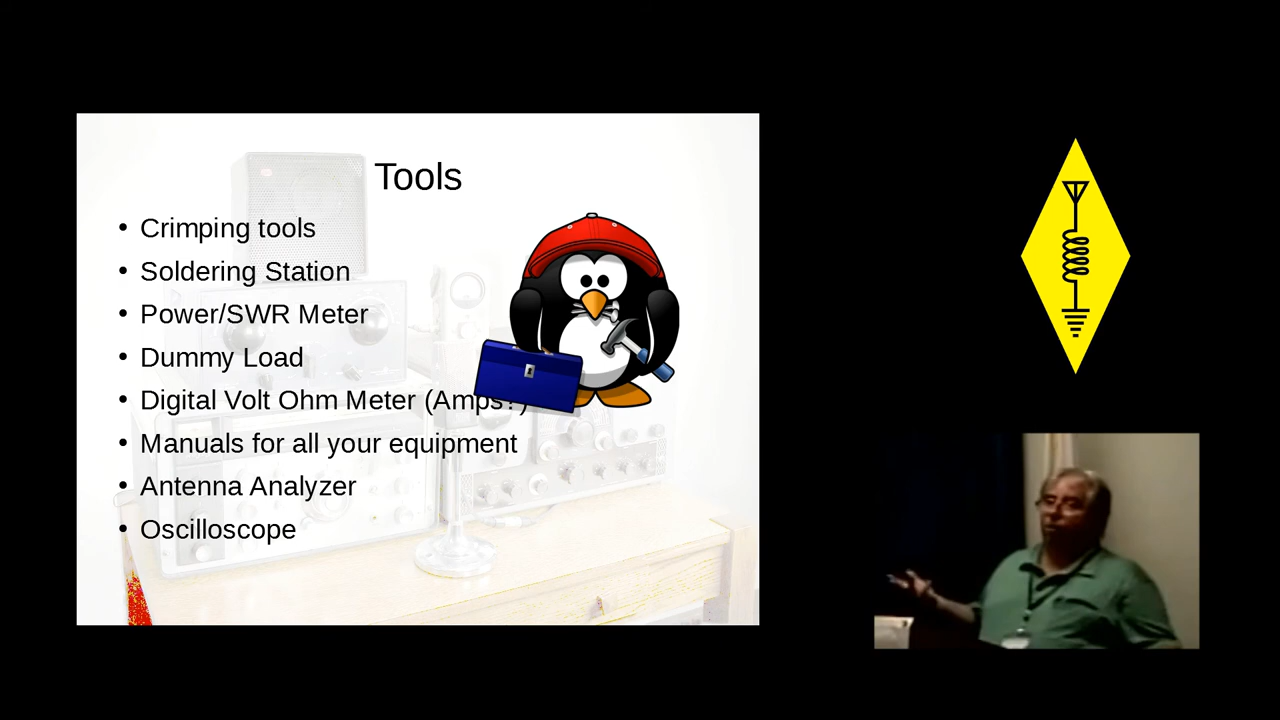 Tools
• Crimping tools
• Soldering Station
• Power/SWR Meter
• Dummy Load
• Digital Volt Ohm Meter (Amps?)
• Manuals for all your equipment
• Antenna Analyzer
• Oscilloscope